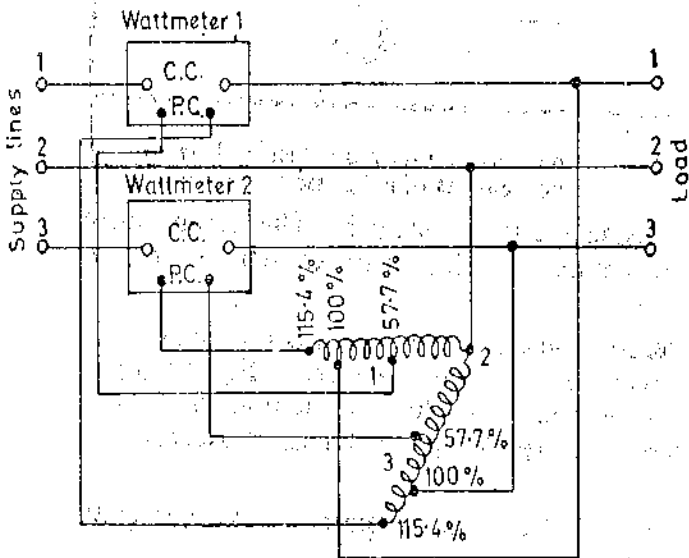 Wattmeter 1
1
C.C.
P.C.
1
Supply lines
2
2
Load
Wattmeter 2
3
C.C.
P.C.
3
115.4%
100%
57.7%
1
2
57.7%
3
100%
115.4%